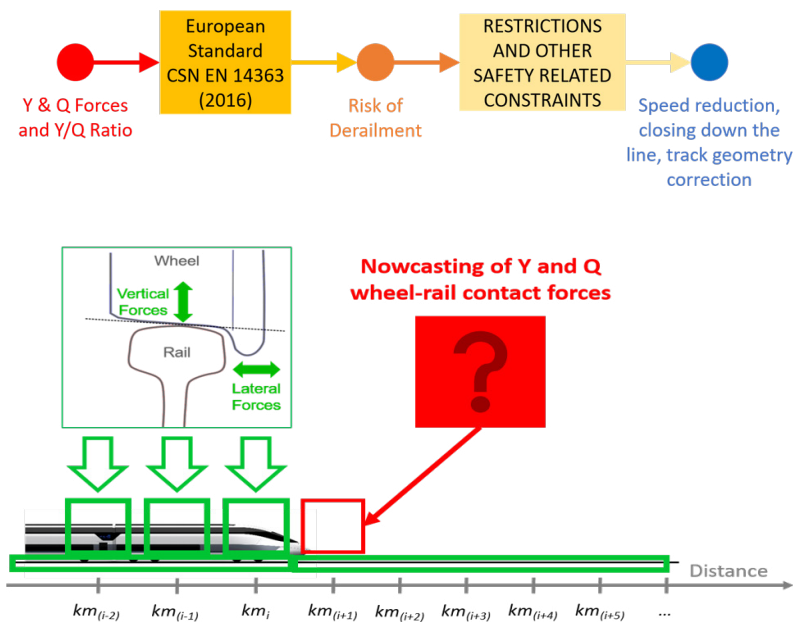 European
Standard
CSN EN 14363
(2016)
RESTRICTIONS
AND OTHER
SAFETY RELATED
CONSTRAINTS
Y & Q Forces
and Y/Q Ratio
Risk of
Derailment
Speed reduction,
closing down the
line, track geometry
correction
Wheel
Vertical
Forces
Rail
Lateral
Forces
Nowcasting of Y and Q
wheel-rail contact forces
?
Distance
km(i-2) km(i-1) kmi km(i+1) km(i+2) km(i+3) km(i+4) km(i+5) ...